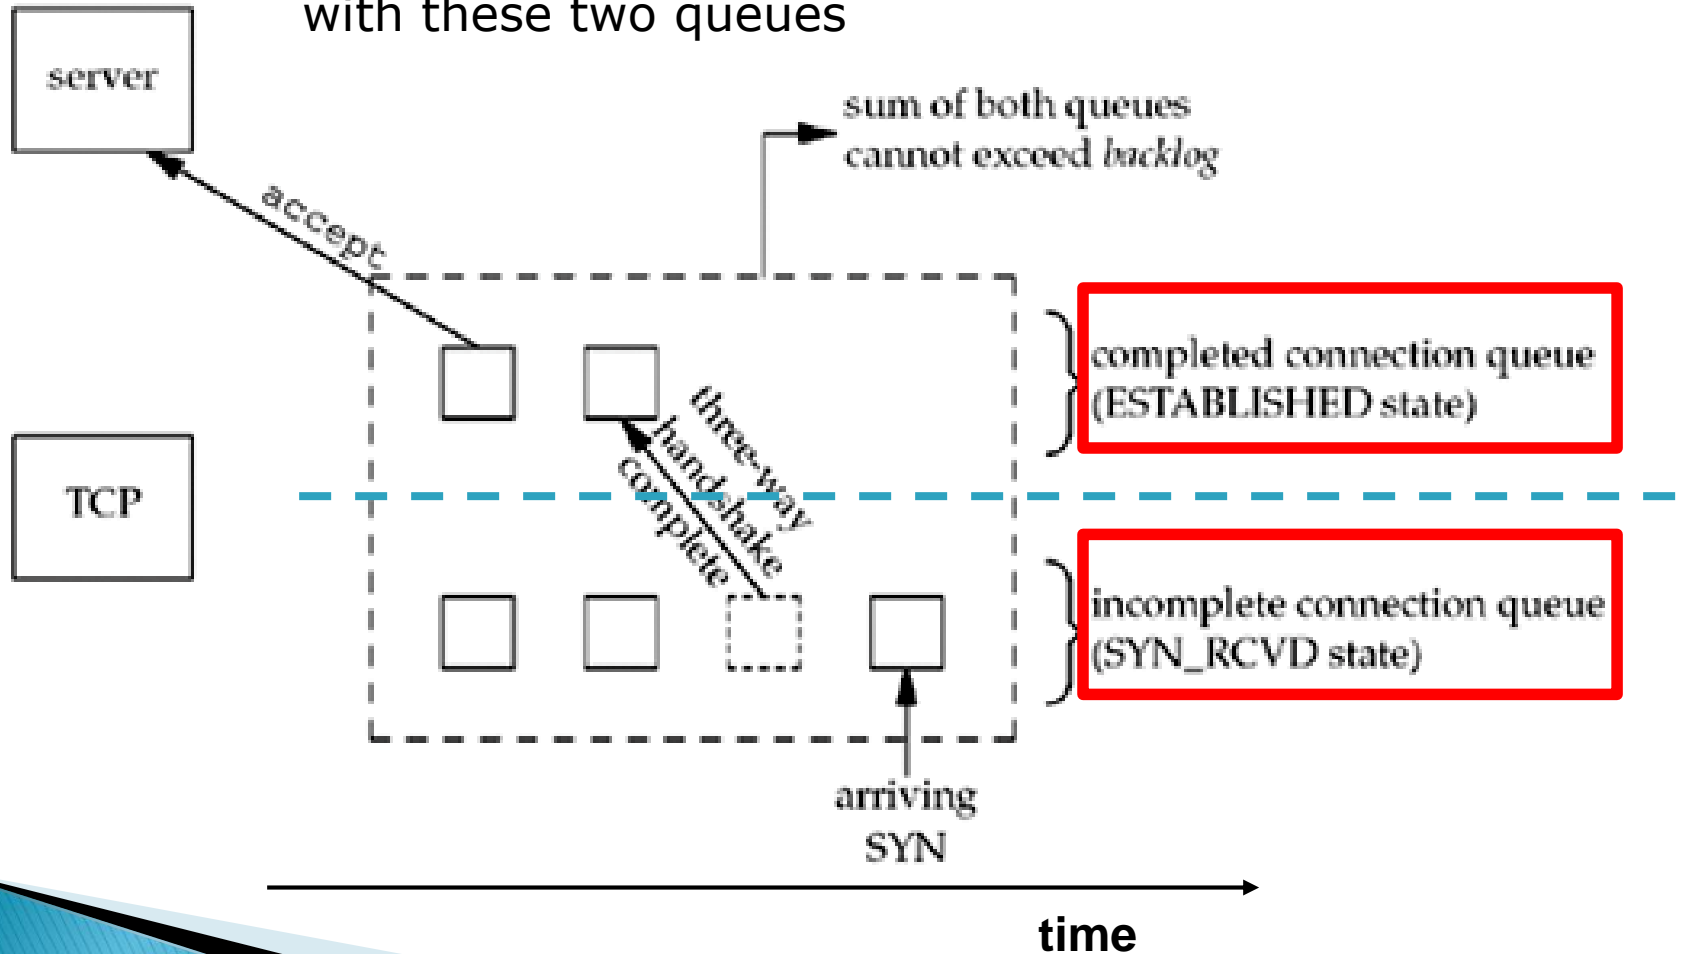 with these two queues
server
sum of both queues
cannot exceed backlog
accept
completed connection queue
(ESTABLISHED state)
three-way
handshake
complete
TCP
incomplete connection queue
(SYN_RCVD state)
arriving
SYN
time